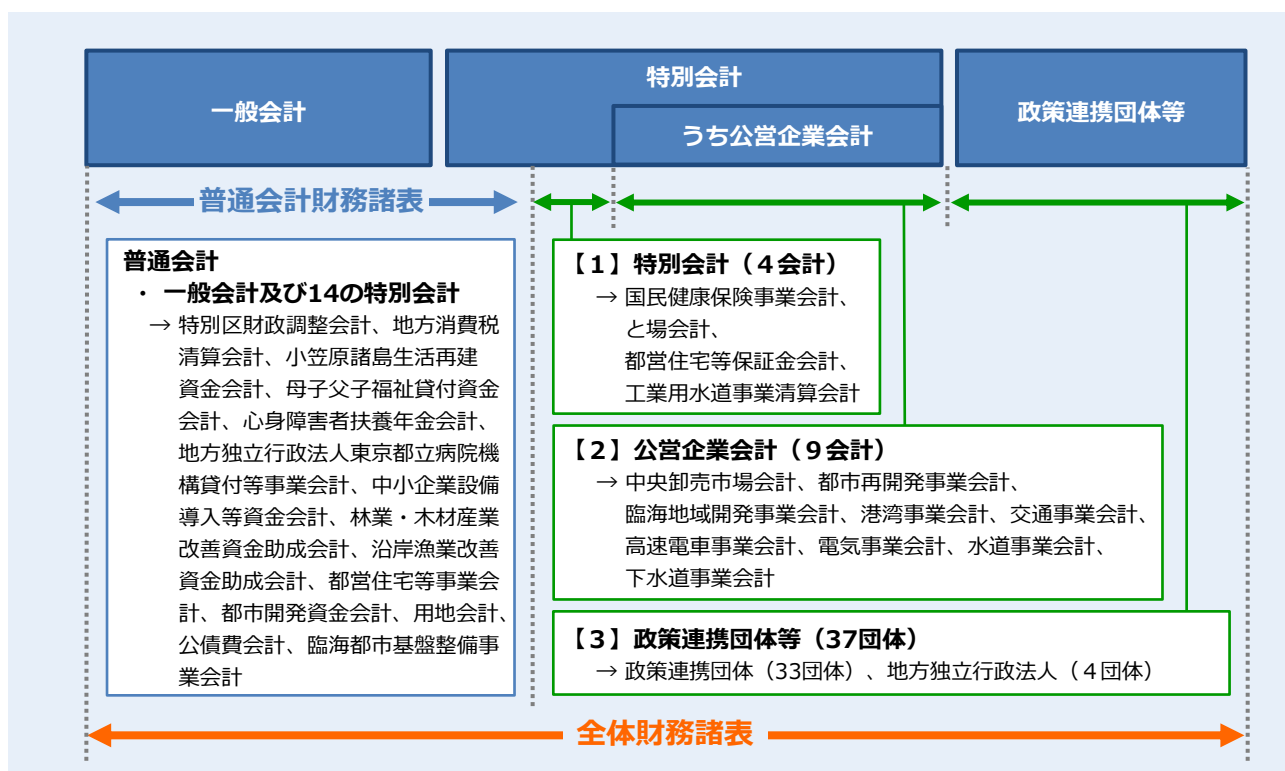 一般会計
特別会計
うち公営企業会計
政策連携団体等
普通会計財務諸表
普通会計
・ 一般会計及び14の特別会計
→ 特別区財政調整会計、地方消費税
清算会計、小笠原諸島生活再建
資金会計、母子父子福祉貸付資金
会計、心身障害者扶養年金会計、
地方独立行政法人東京都立病院機
構貸付等事業会計、中小企業設備
導入等資金会計、林業・木材産業
改善資金助成会計、沿岸漁業改善
資金助成会計、都営住宅等事業会
計、都市開発資金会計、用地会計、
公債費会計、臨海都市基盤整備事
業会計
【１】特別会計（４会計）
→ 国民健康保険事業会計、
と場会計、
都営住宅等保証金会計、
工業用水道事業清算会計
【２】公営企業会計（９会計）
→ 中央卸売市場会計、都市再開発事業会計、
臨海地域開発事業会計、港湾事業会計、交通事業会計、
高速電車事業会計、電気事業会計、水道事業会計、
下水道事業会計
【３】政策連携団体等（37団体）
→ 政策連携団体（33団体）、地方独立行政法人（４団体）
全体財務諸表